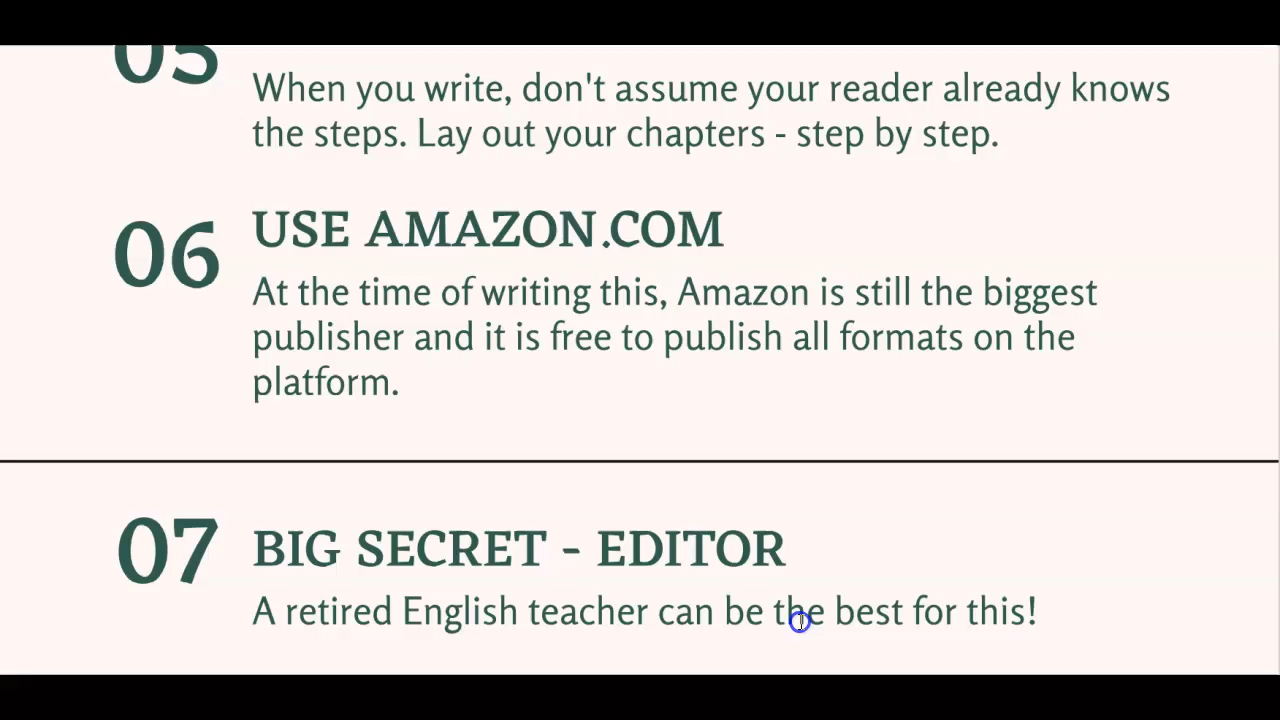 05
When you write, don't assume your reader already knows
the steps. Lay out your chapters - step by step.
06
USE AMAZON.COM
At the time of writing this, Amazon is still the biggest
publisher and it is free to publish all formats on the
platform.
07
BIG SECRET - EDITOR
A retired English teacher can be the best for this!